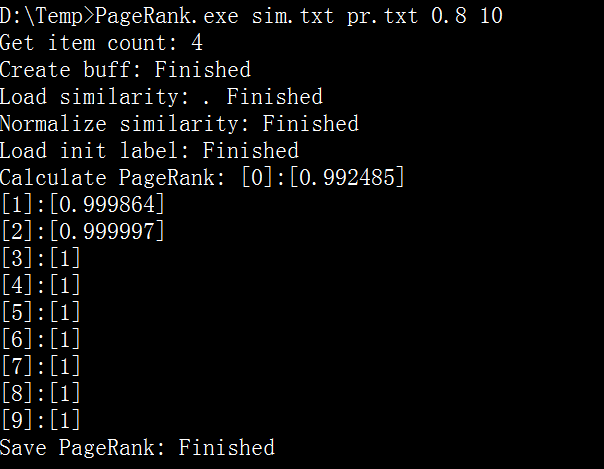 D:\Temp>PageRank.exe sim.txt pr.txt 0.8 10
Get item count: 4
Create buff: Finished
Load similarity: . Finished
Normalize similarity: Finished
Load init label: Finished
Calculate PageRank: [0]:[0.992485]
[1]:[0.999864]
[2]:[0.999997]
[3]:[1]
[4]:[1]
[5]:[1]
[6]:[1]
[7]:[1]
[8]:[1]
[9]:[1]
Save PageRank: Finished